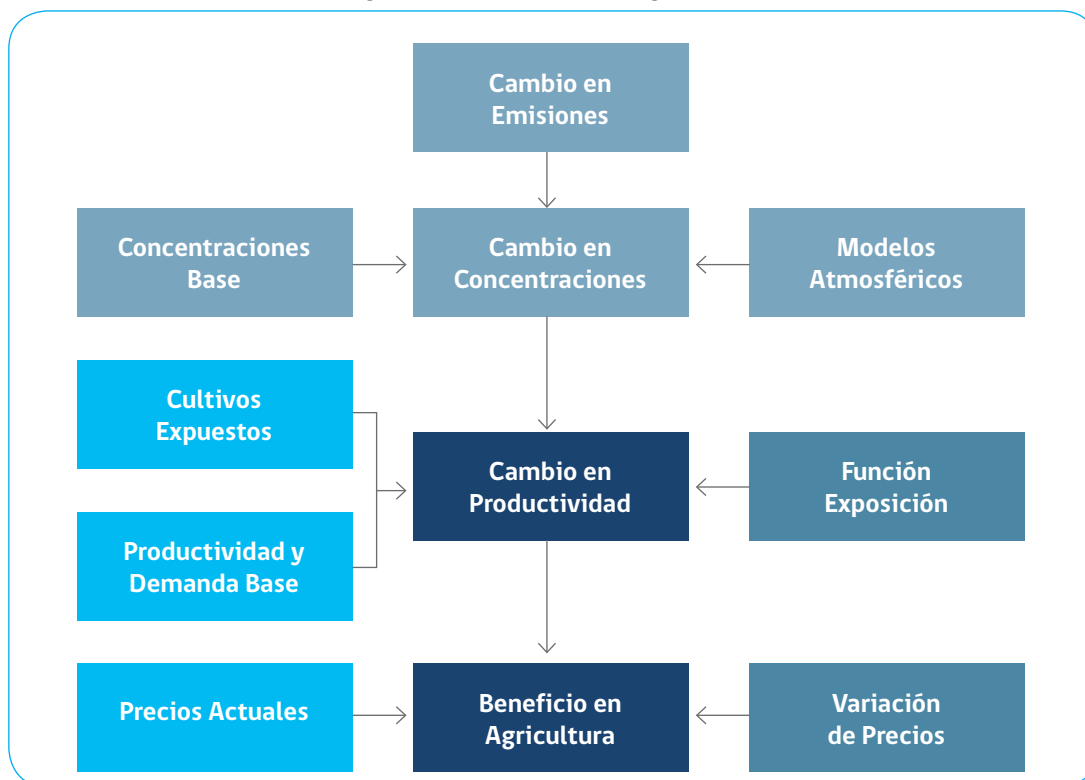 Cambio en
Emisiones
Concentraciones
Base
Cambio en
Concentraciones
Modelos
Atmosféricos
Cultivos
Expuestos
Cambio en
Productividad
Función
Exposición
Productividad y
Demanda Base
Precios Actuales
Beneficio en
Agricultura
Variación
de Precios